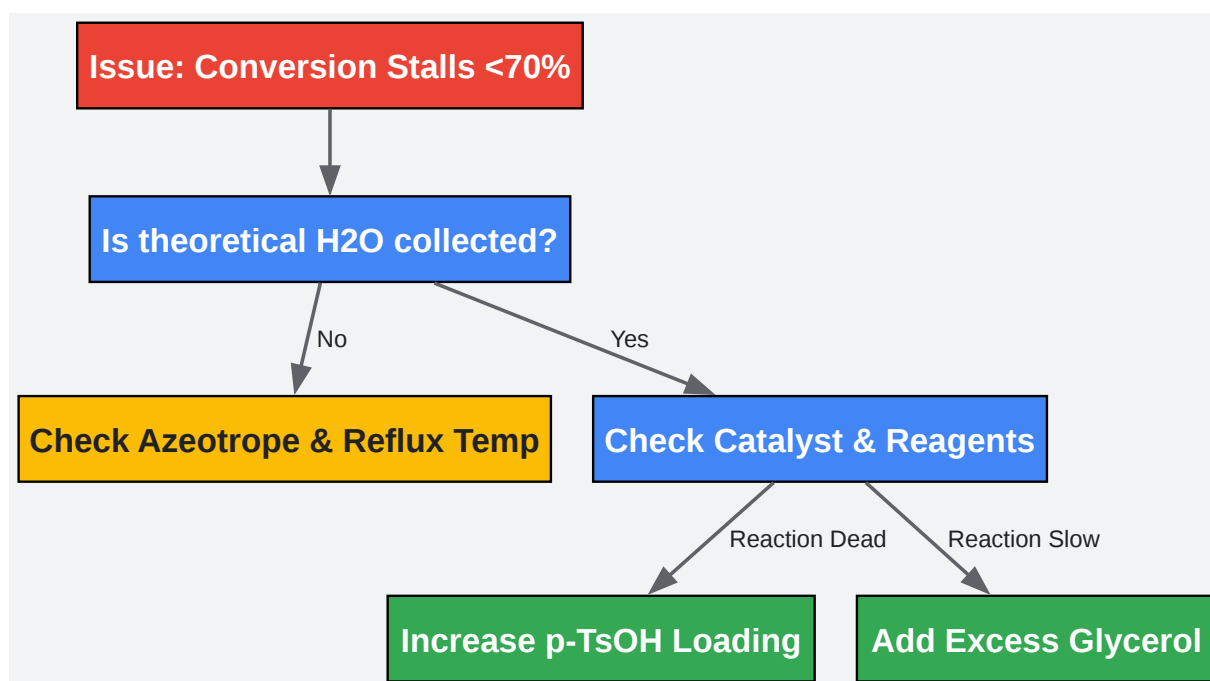 Issue: Conversion Stalls <70%
Is theoretical H2O collected?
No
Yes
Check Azeotrope & Reflux Temp
Check Catalyst & Reagents
Reaction Dead
Reaction Slow
Increase p-TsOH Loading
Add Excess Glycerol